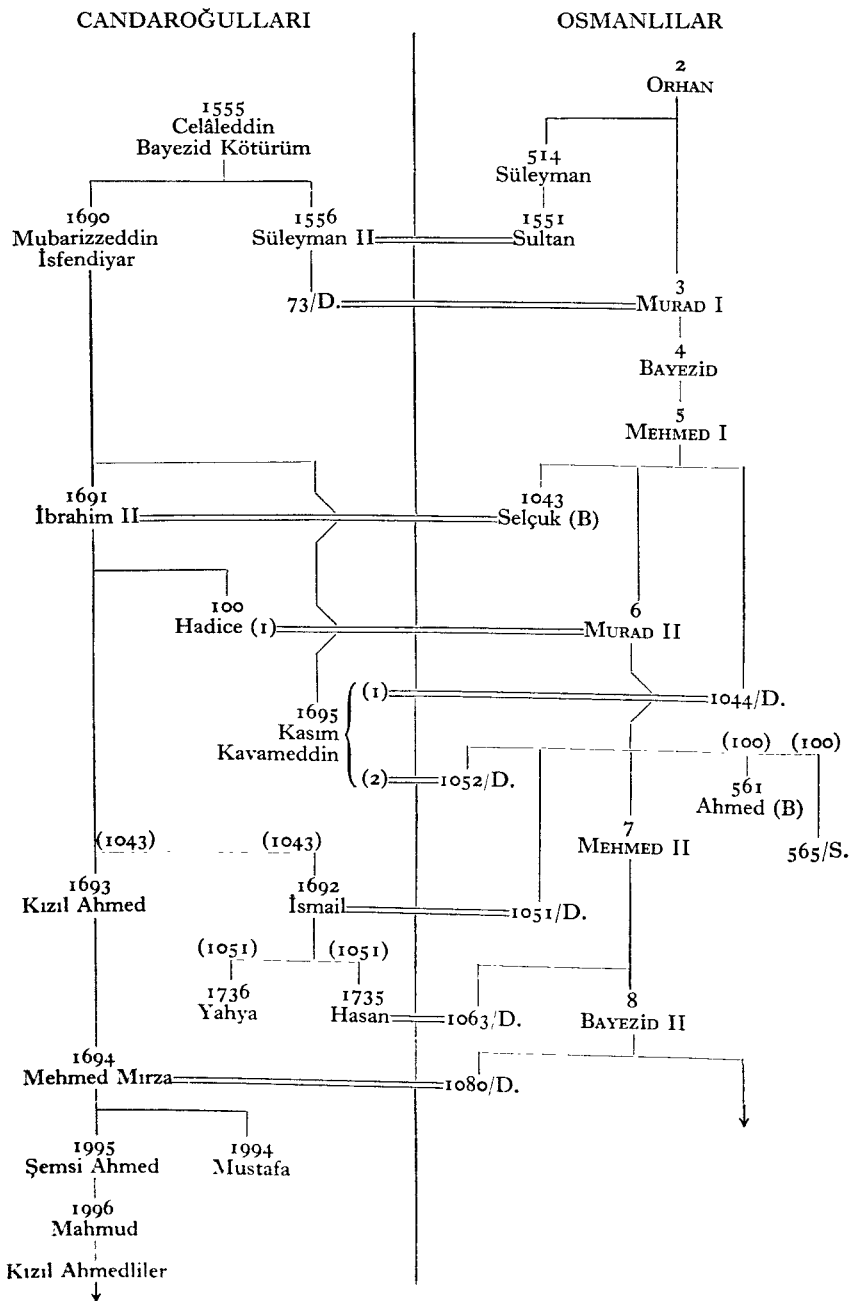 CANDAROĞULLARI
OSMANLILAR
2
ORHAN
1555
Celâleddin
Bayezid Kötürüm
514
Süleyman
1690
Mubarizzeddin
İsfendiyar
1556
Süleyman II
1551
Sultan
73/D.
3
MURAD I
4
BAYEZİD
5
MEHMED I
1691
İbrahim II
1043
Selçuk (B)
100
Hadice (1)
6
MURAD II
1695
Kasım
Kavameddin
(1)
1044/D.
(2)
1052/D.
(100)
(100)
561
Ahmed (B)
565/S.
7
MEHMED II
(1043)
(1043)
1693
Kızıl Ahmed
1692
İsmail
1051/D.
(1051)
(1051)
1736
Yahya
1735
Hasan
1063/D.
8
BAYEZİD II
1694
Mehmed Mırza
1080/D.
1995
Şemsi Ahmed
1994
Mustafa
1996
Mahmud
Kızıl Ahmedliler